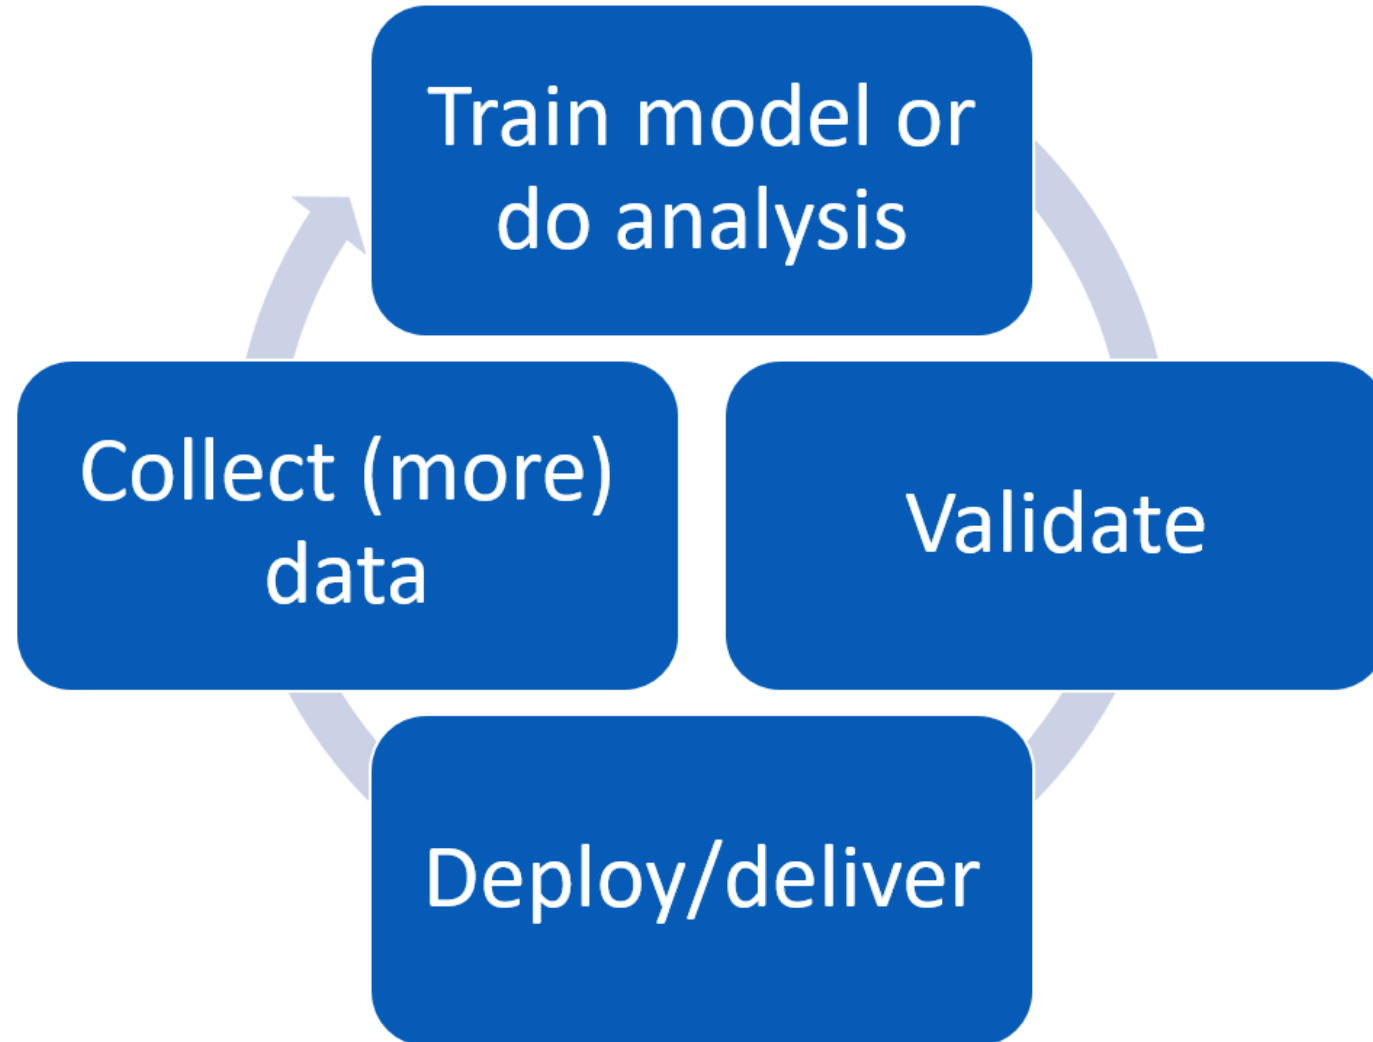 Train model or
do analysis
Collect (more)
data
Validate
Deploy/deliver